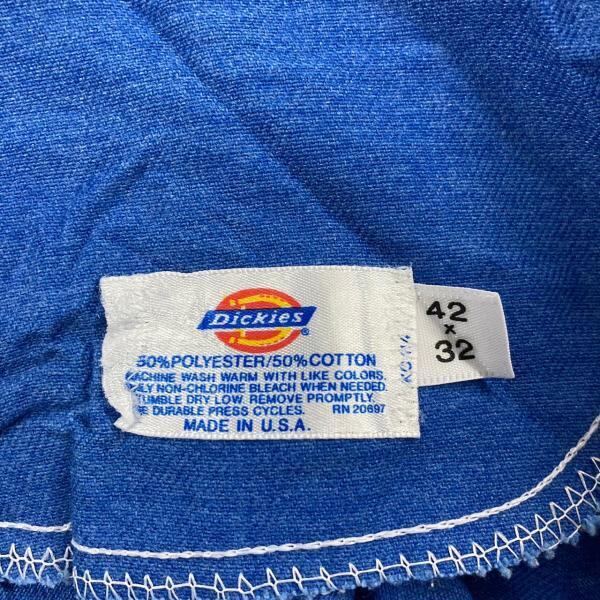 Dickies®
50%POLYESTER/50%COTTON
MACHINE WASH WARM WITH LIKE COLORS.
ONLY NON-CHLORINE BLEACH WHEN NEEDED.
TUMBLE DRY LOW REMOVE PROMPTLY.
DURABLE PRESS CYCLES. RN 20697
MADE IN U.S.A.
42
x
32